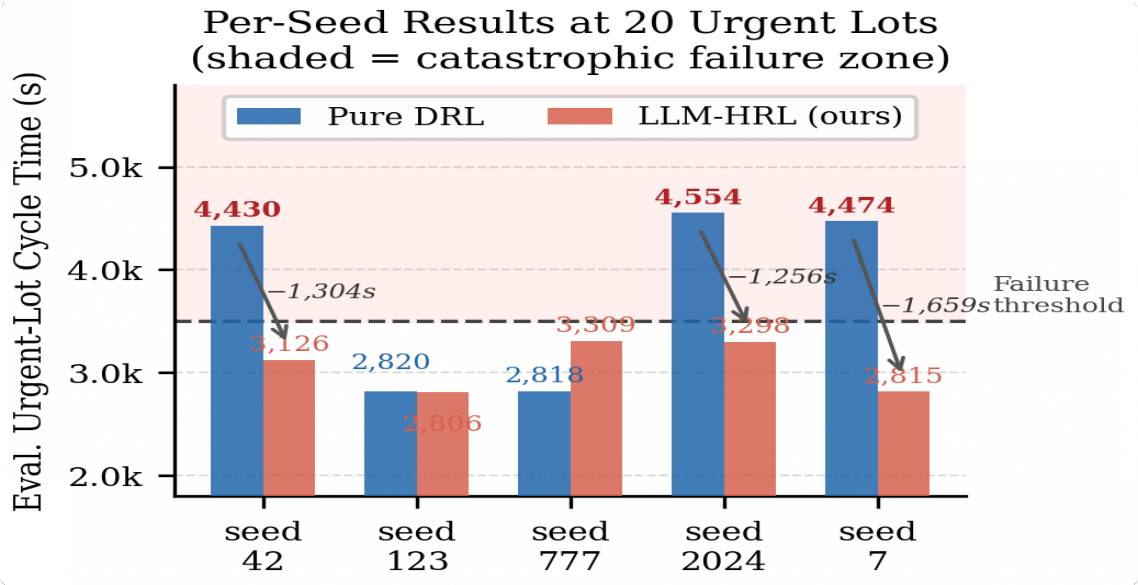 Per-Seed Results at 20 Urgent Lots
(shaded = catastrophic failure zone)
Eval. Urgent-Lot Cycle Time (s)
Pure DRL
LLM-HRL (ours)
5.0k
4.0k
3.0k
2.0k
4,430
−1,304s
3,126
2,820
2,806
2,818
3,309
4,554
−1,256s
3,298
4,474
−1,659s
2,815
Failure
threshold
seed
42
seed
123
seed
777
seed
2024
seed
7